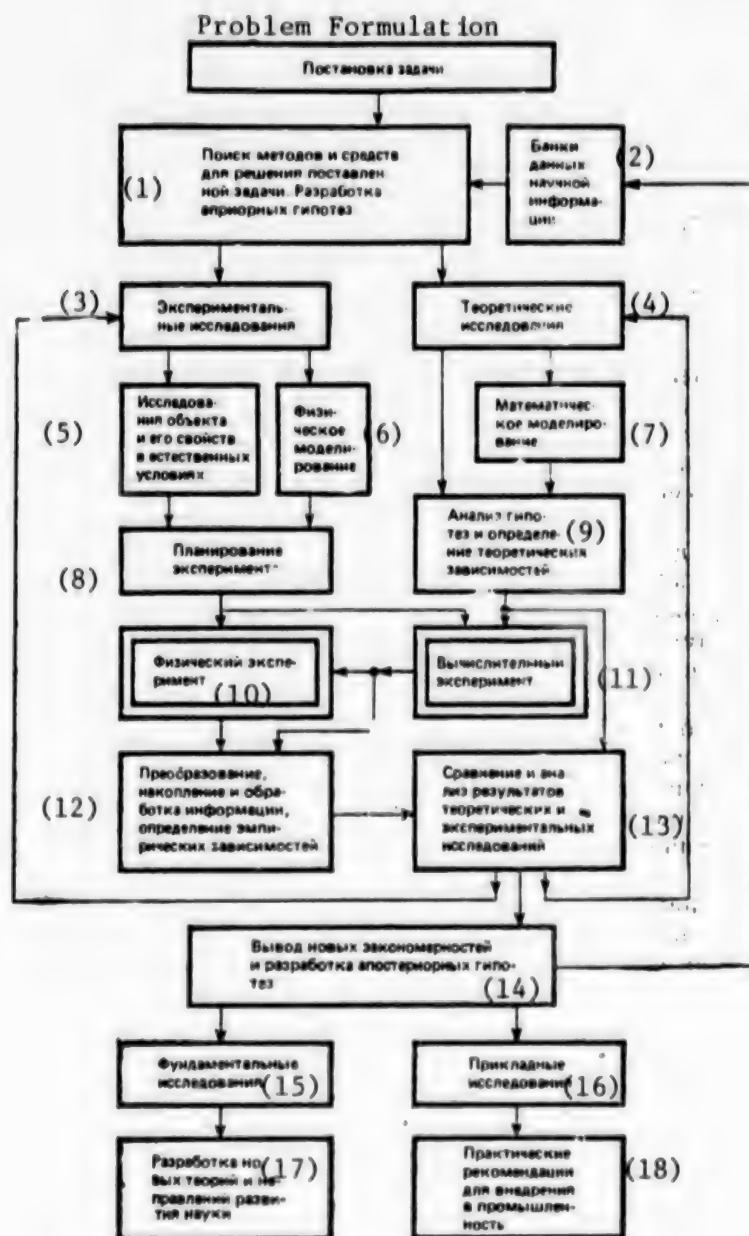 Problem Formulation
Постановка задачи
Поиск методов и средств
для решения поставлен
ной задачи. Разработка
априорных гипотез
(1)
Банки
данных
научной
информа-
ции
(2)
(3)
Эксперименталь-
ные исследования
Теоретические
исследования
(4)
(5)
Исследова-
ния объекта
и его свойств
в естественных
условиях
Физи-
ческое
модели-
рование
(6)
Математичес-
кое моделиро-
вание
(7)
(8)
Планирование
эксперимента
Анализ гипо-
тез и определе-
ние теоретических
зависимостей
(9)
Физический экспе-
римент
(10)
Вычислительный
эксперимент
(11)
(12)
Преобразование,
накопление и обра-
ботка информации,
определение эмпи-
рических зависимостей
Сравнение и ана
лиз результатов
теоретических и
экспериментальных
исследований
(13)
Вывод новых закономерностей
и разработка апостериорных гипо-
тез
(14)
Фундаментальные
исследования
(15)
Прикладные
исследования
(16)
Разработка но-
вых теорий и на-
правлений разви-
тия науки
(17)
Практические
рекомендации
для внедрения
в промышлен-
ность
(18)